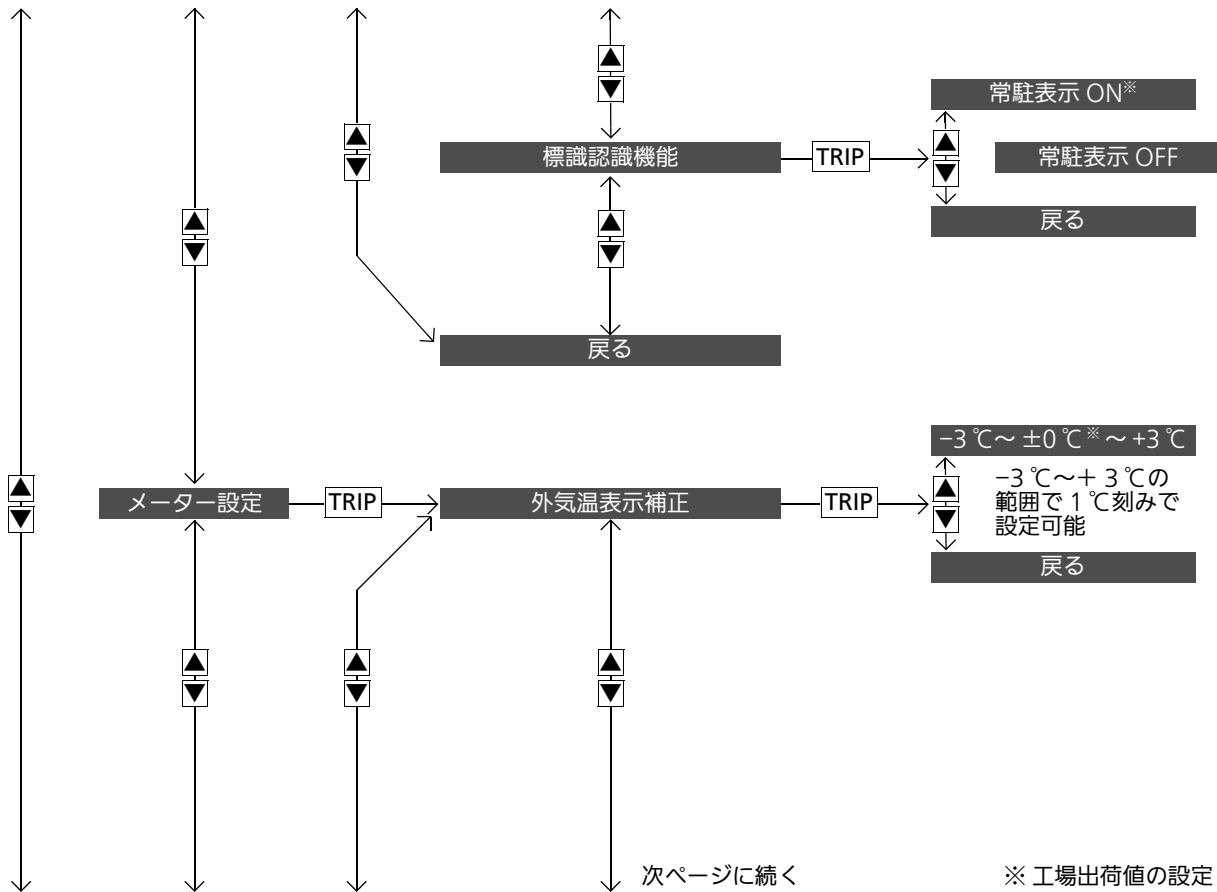 ▲
▼
常駐表示 ON※
▲
▼
標識認識機能
TRIP
▲
▼
常駐表示 OFF
戻る
▲
▼
▲
▼
戻る
−3 ℃～ ±0 ℃※～ +3℃
▲
▼
メーター設定
TRIP
外気温表示補正
TRIP
▲
▼
−3 ℃～＋ 3 ℃の
範囲で 1 ℃刻みで
設定可能
戻る
▲
▼
▲
▼
▲
▼
次ページに続く
※ 工場出荷値の設定